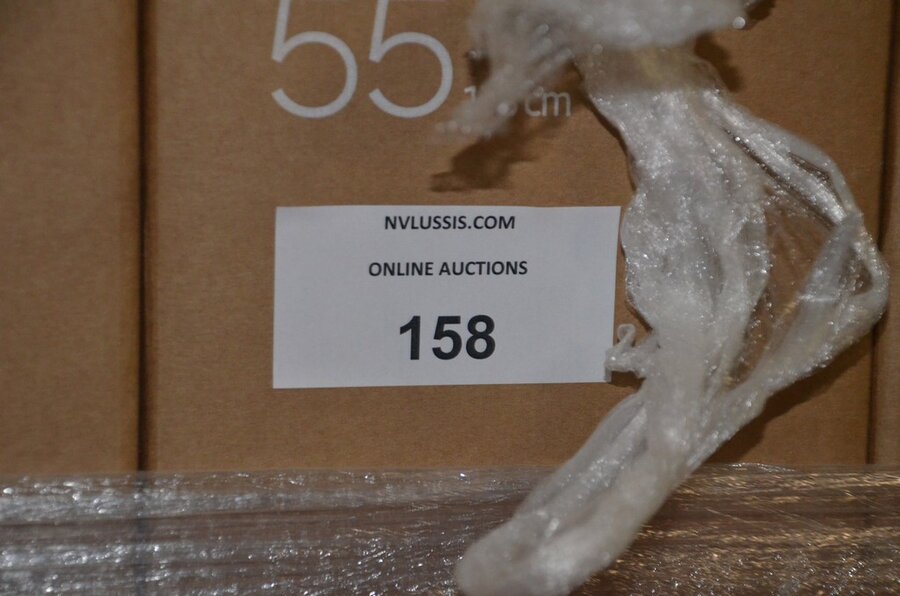 55
cm
NVLUSSIS.COM
ONLINE AUCTIONS
158